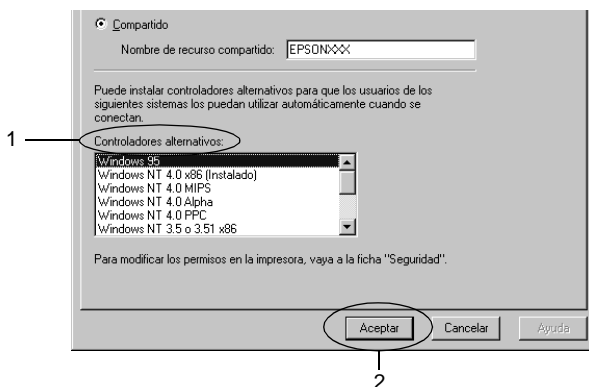 Compartido
Nombre de recurso compartido: EPSONXXX
Puede instalar controladores alternativos para que los usuarios de los
siguientes sistemas los puedan utilizar automáticamente cuando se
conectan.
1
Controladores alternativos:
Windows 95
Windows NT 4.0 x86 (Instalado)
Windows NT 4.0 MIPS
Windows NT 4.0 Alpha
Windows NT 4.0 PPC
Windows NT 3.5 o 3.51 x86
Para modificar los permisos en la impresora, vaya a la ficha "Seguridad".
Aceptar Cancelar Ayuda
2